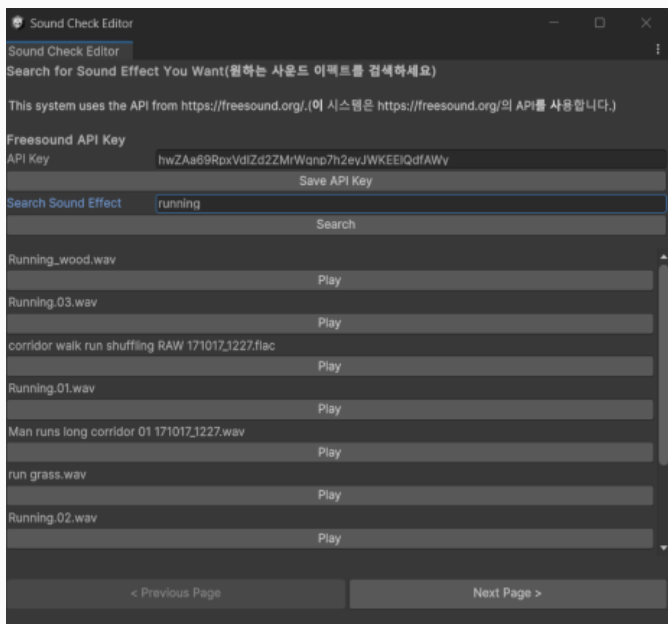 Sound Check Editor
Sound Check Editor
Search for Sound Effect You Want(원하는 사운드 이펙트를 검색하세요)
This system uses the API from https://freesound.org/.(이 시스템은 https://freesound.org/의 API를 사용합니다.)
Freesound API Key
API Key
Save API Key
Search Sound Effect running
Search
Running_wood.wav
Play
Running.03.wav
Play
corridor walk run shuffling RAW 171017_1227.flac
Play
Running.01.wav
Play
Man runs long corridor 01 171017_1227.wav
Play
run grass.wav
Play
Running.02.wav
Play
< Previous Page Next Page >